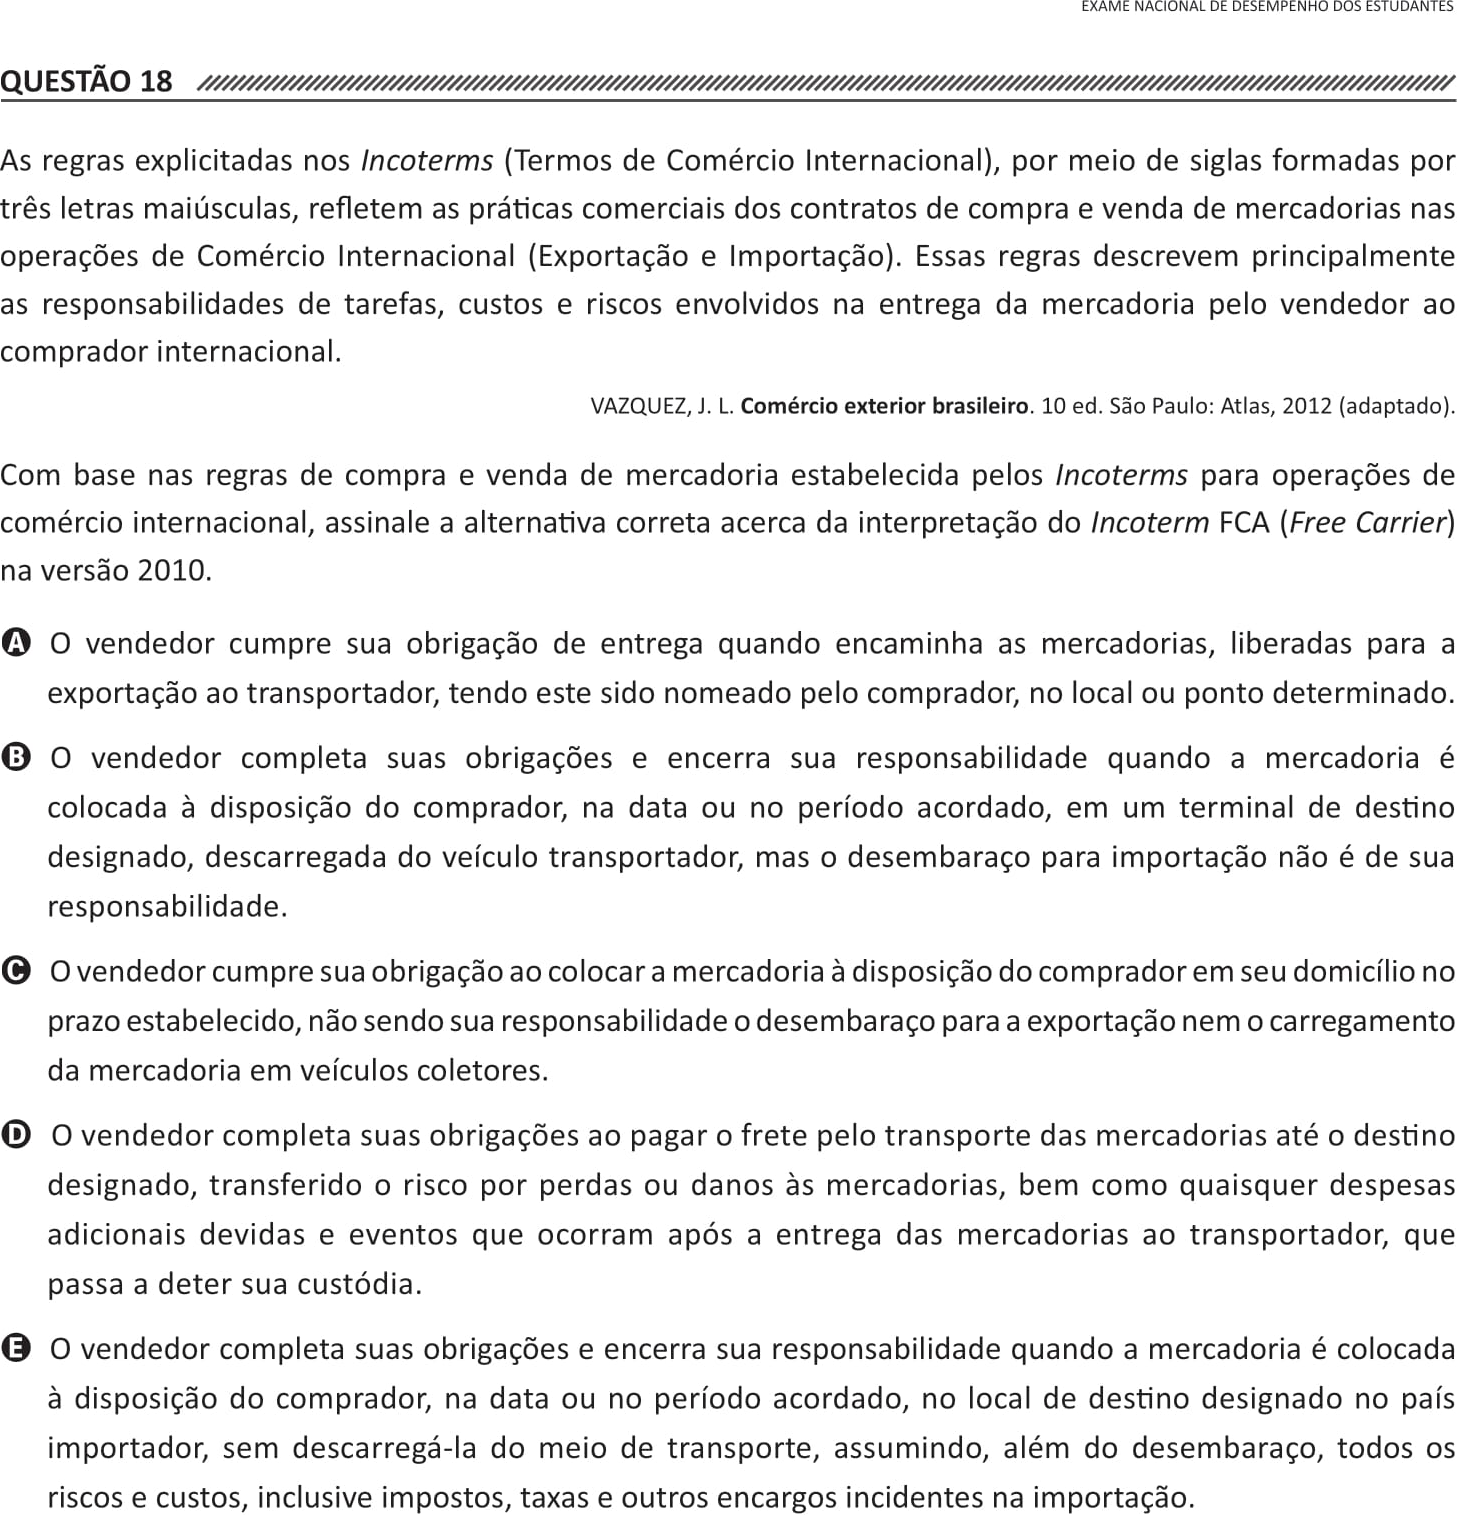 EXAME NACIONAL DE DESEMPENHO DOS ESTUDANTES
QUESTÃO 18
As regras explicitadas nos Incoterms (Termos de Comércio Internacional), por meio de siglas formadas por
três letras maiúsculas, refletem as práticas comerciais dos contratos de compra e venda de mercadorias nas
operações de Comércio Internacional (Exportação e Importação). Essas regras descrevem principalmente
as responsabilidades de tarefas, custos e riscos envolvidos na entrega da mercadoria pelo vendedor ao
comprador internacional.
VAZQUEZ, J. L. Comércio exterior brasileiro. 10 ed. São Paulo: Atlas, 2012 (adaptado).
Com base nas regras de compra e venda de mercadoria estabelecida pelos Incoterms para operações de
comércio internacional, assinale a alternativa correta acerca da interpretação do Incoterm FCA (Free Carrier)
na versão 2010.
A O vendedor cumpre sua obrigação de entrega quando encaminha as mercadorias, liberadas para a
exportação ao transportador, tendo este sido nomeado pelo comprador, no local ou ponto determinado.
B O vendedor completa suas obrigações e encerra sua responsabilidade quando a mercadoria é
colocada à disposição do comprador, na data ou no período acordado, em um terminal de destino
designado, descarregada do veículo transportador, mas o desembaraço para importação não é de sua
responsabilidade.
C O vendedor cumpre sua obrigação ao colocar a mercadoria à disposição do comprador em seu domicílio no
prazo estabelecido, não sendo sua responsabilidade o desembaraço para a exportação nem o carregamento
da mercadoria em veículos coletores.
D O vendedor completa suas obrigações ao pagar o frete pelo transporte das mercadorias até o destino
designado, transferido o risco por perdas ou danos às mercadorias, bem como quaisquer despesas
adicionais devidas e eventos que ocorram após a entrega das mercadorias ao transportador, que
passa a deter sua custódia.
E O vendedor completa suas obrigações e encerra sua responsabilidade quando a mercadoria é colocada
à disposição do comprador, na data ou no período acordado, no local de destino designado no país
importador, sem descarregá-la do meio de transporte, assumindo, além do desembaraço, todos os
riscos e custos, inclusive impostos, taxas e outros encargos incidentes na importação.